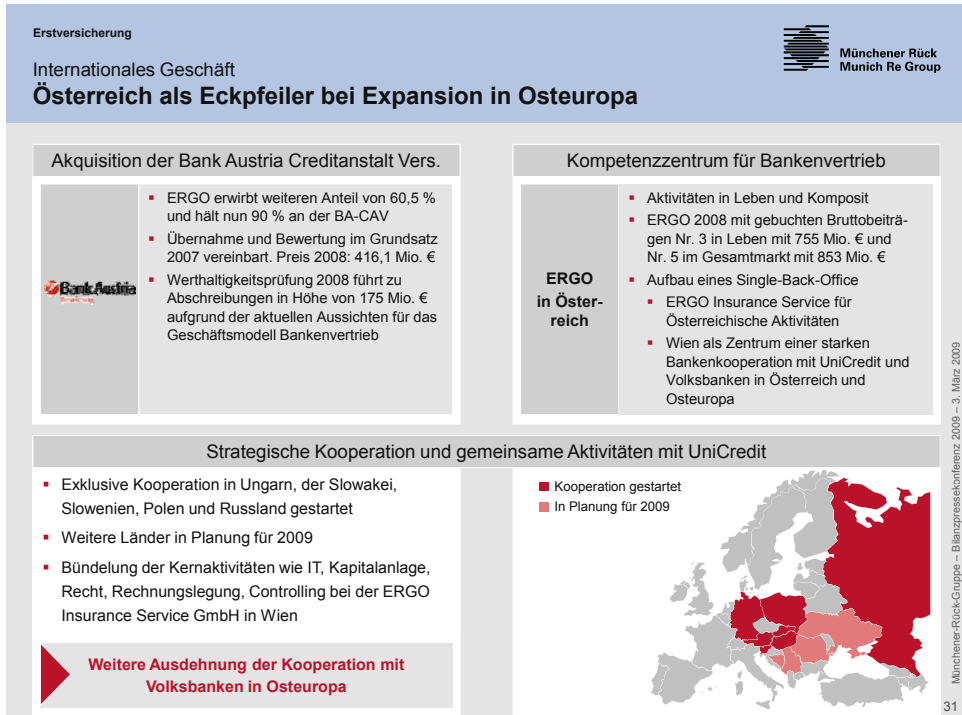 Erstversicherung
Münchener Rück
Munich Re Group
Internationales Geschäft
Österreich als Eckpfeiler bei Expansion in Osteuropa
Akquisition der Bank Austria Creditanstalt Vers.
Bank Austria
▪ ERGO erwirbt weiteren Anteil von 60,5 %
und hält nun 90 % an der BA-CAV
▪ Übernahme und Bewertung im Grundsatz
2007 vereinbart. Preis 2008: 416,1 Mio. €
▪ Werthaltigkeitsprüfung 2008 führt zu
Abschreibungen in Höhe von 175 Mio. €
aufgrund der aktuellen Aussichten für das
Geschäftsmodell Bankenvertrieb
Kompetenzzentrum für Bankenvertrieb
ERGO
in Öster-
reich
▪ Aktivitäten in Leben und Komposit
▪ ERGO 2008 mit gebuchten Bruttobeiträ-
gen Nr. 3 in Leben mit 755 Mio. € und
Nr. 5 im Gesamtmarkt mit 853 Mio. €
▪ Aufbau eines Single-Back-Office
▪ ERGO Insurance Service für
Österreichische Aktivitäten
▪ Wien als Zentrum einer starken
Bankenkooperation mit UniCredit und
Volksbanken in Österreich und
Osteuropa
Strategische Kooperation und gemeinsame Aktivitäten mit UniCredit
▪ Exklusive Kooperation in Ungarn, der Slowakei,
Slowenien, Polen und Russland gestartet
▪ Weitere Länder in Planung für 2009
▪ Bündelung der Kernaktivitäten wie IT, Kapitalanlage,
Recht, Rechnungslegung, Controlling bei der ERGO
Insurance Service GmbH in Wien
Weitere Ausdehnung der Kooperation mit
Volksbanken in Osteuropa
Kooperation gestartet
In Planung für 2009
Münchener-Rück-Gruppe – Bilanzpressekonferenz 2009 – 3. März 2009
31